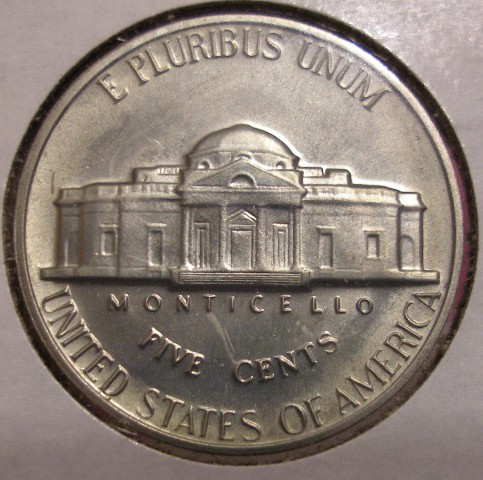 E PLURIBUS UNUM
MONTICELLO
FIVE CENTS
UNITED STATES OF AMERICA